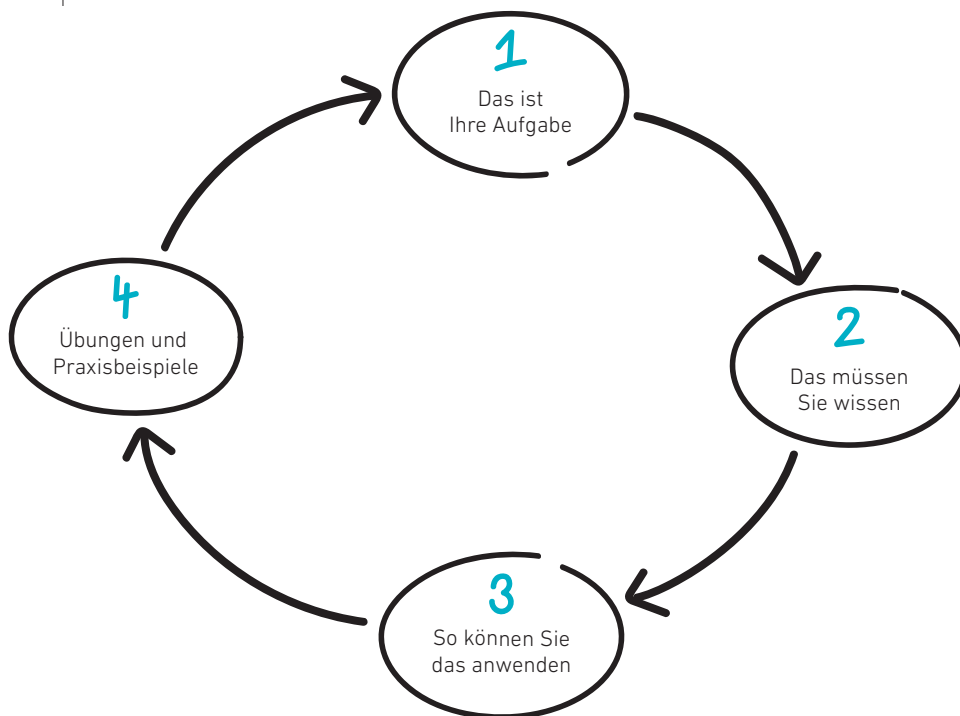 1
Das ist
Ihre Aufgabe
2
Das müssen
Sie wissen
3
So können Sie
das anwenden
4
Übungen und
Praxisbeispiele